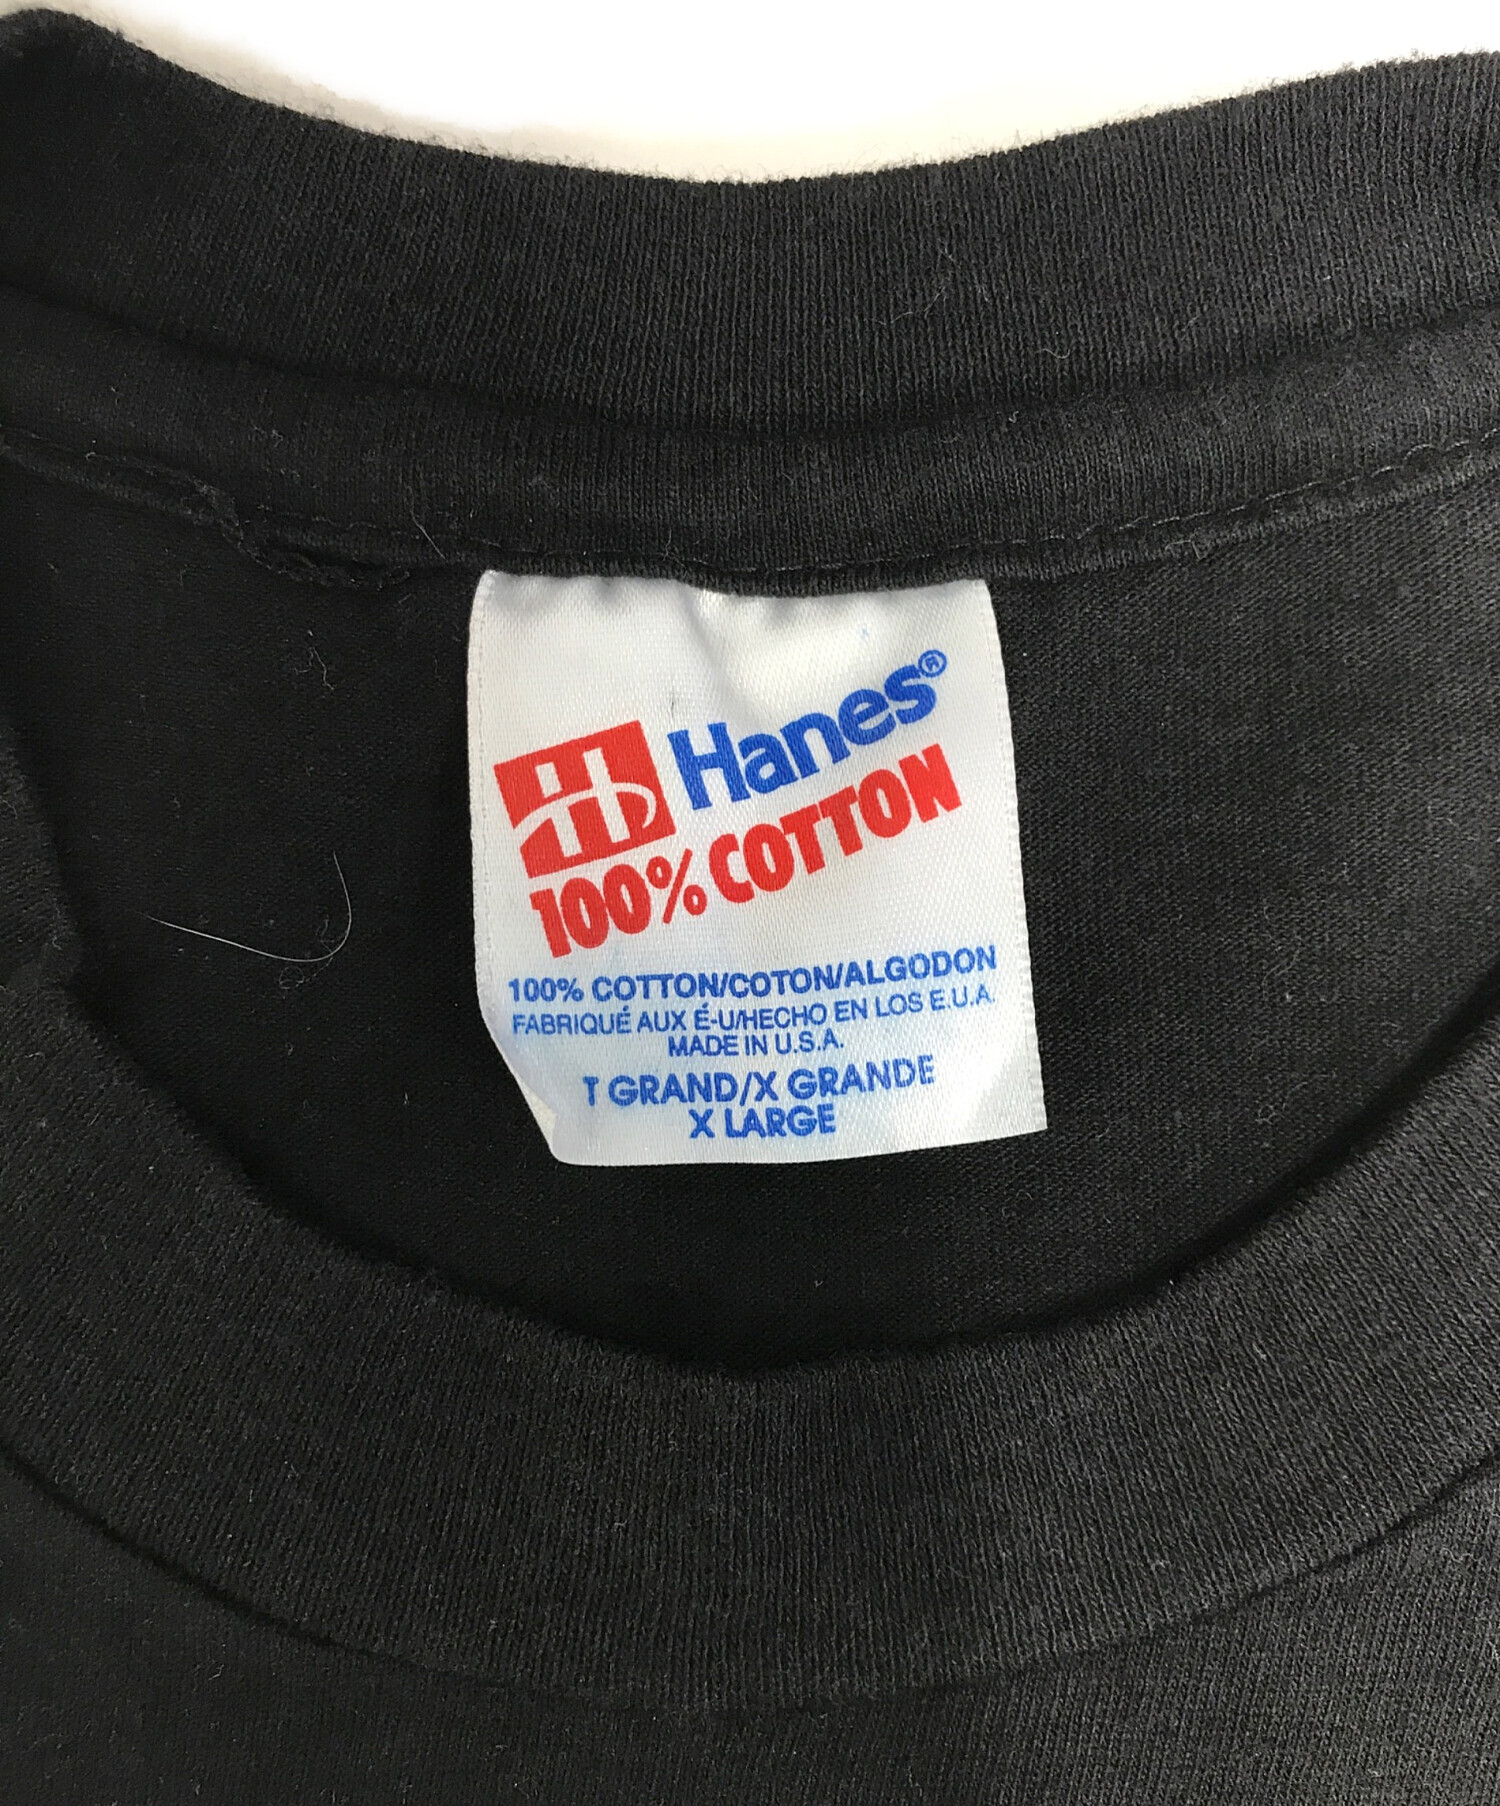 Hanes®
100% COTTON
100% COTTON/COTON/ALGODON
FABRIQUÉ AUX É-U/HECHO EN LOS E.U.A.
MADE IN U.S.A.
T GRAND/X GRANDE
X LARGE